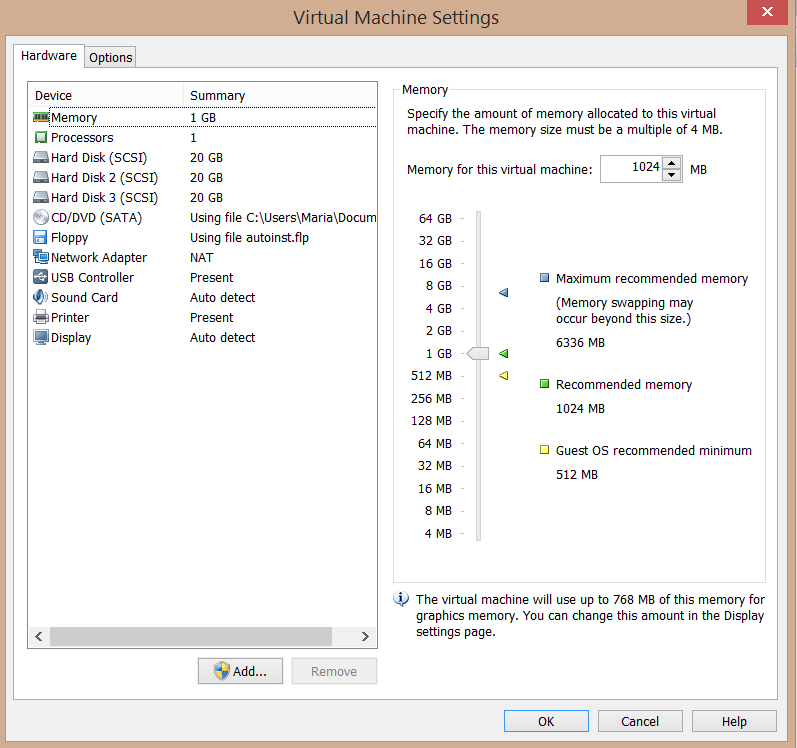 Virtual Machine Settings
Hardware Options
Device Summary
Memory 1 GB
Processors 1
Hard Disk (SCSI) 20 GB
Hard Disk 2 (SCSI) 20 GB
Hard Disk 3 (SCSI) 20 GB
CD/DVD (SATA) Using file C:\Users\Maria\Docum
Floppy Using file autoinst.flp
Network Adapter NAT
USB Controller Present
Sound Card Auto detect
Printer Present
Display Auto detect
Add... Remove
Memory
Specify the amount of memory allocated to this virtual
machine. The memory size must be a multiple of 4 MB.
Memory for this virtual machine: 1024 MB
64 GB
32 GB
16 GB
8 GB
4 GB
2 GB
1 GB
512 MB
256 MB
128 MB
64 MB
32 MB
16 MB
8 MB
4 MB
Maximum recommended memory
(Memory swapping may
occur beyond this size.)
6336 MB
Recommended memory
1024 MB
Guest OS recommended minimum
512 MB
The virtual machine will use up to 768 MB of this memory for
graphics memory. You can change this amount in the Display
settings page.
OK Cancel Help